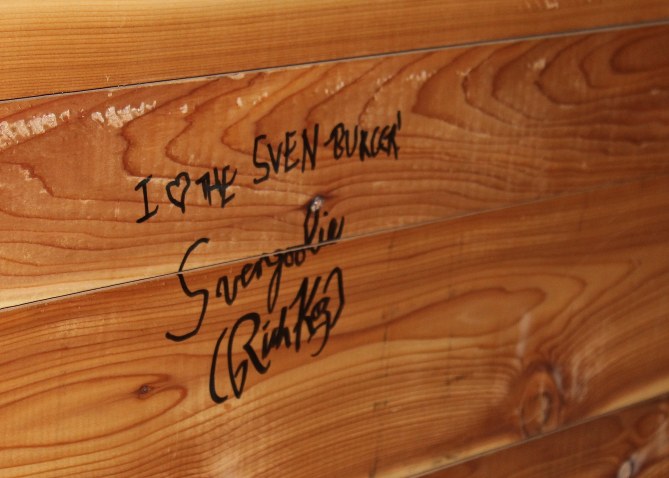 I ♡ THE SVEN BURGER!
Svengoolie
(Rich Koz)